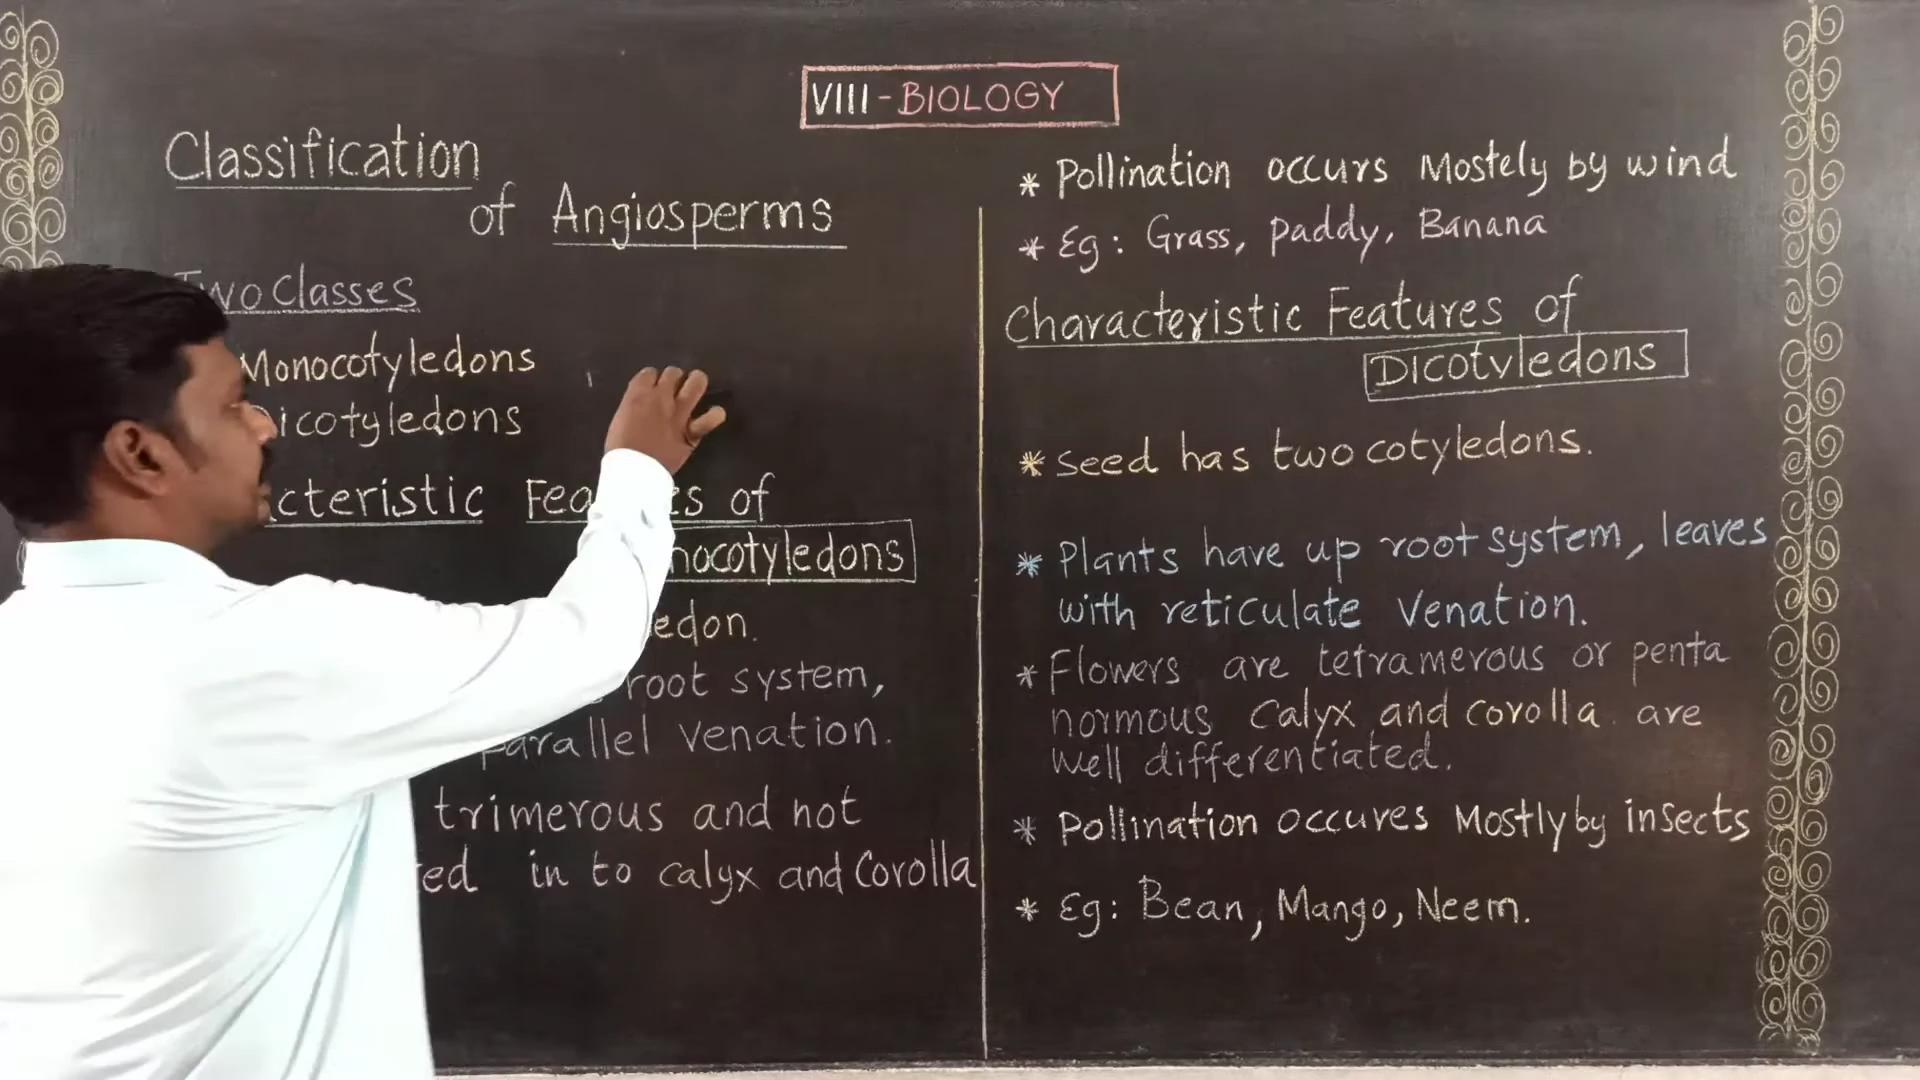 VIII-BIOLOGY
Classification
of Angiosperms
Two Classes
Monocotyledons
Dicotyledons
cteristic Fea es of
nocotyledons
edon.
root system,
parallel Venation.
trimerous and not
ed in to calyx and Corolla
* Pollination occurs Mostely by wind
* Eg: Grass, Paddy, Banana
Characteristic Features of
Dicotyledons
* Seed has two cotyledons.
* Plants have up root system, leaves
with reticulate Venation.
* Flowers are tetramerous or penta
normous Calyx and corolla are
well differentiated.
* Pollination occures Mostly by insects
* Eg: Bean, Mango, Neem.